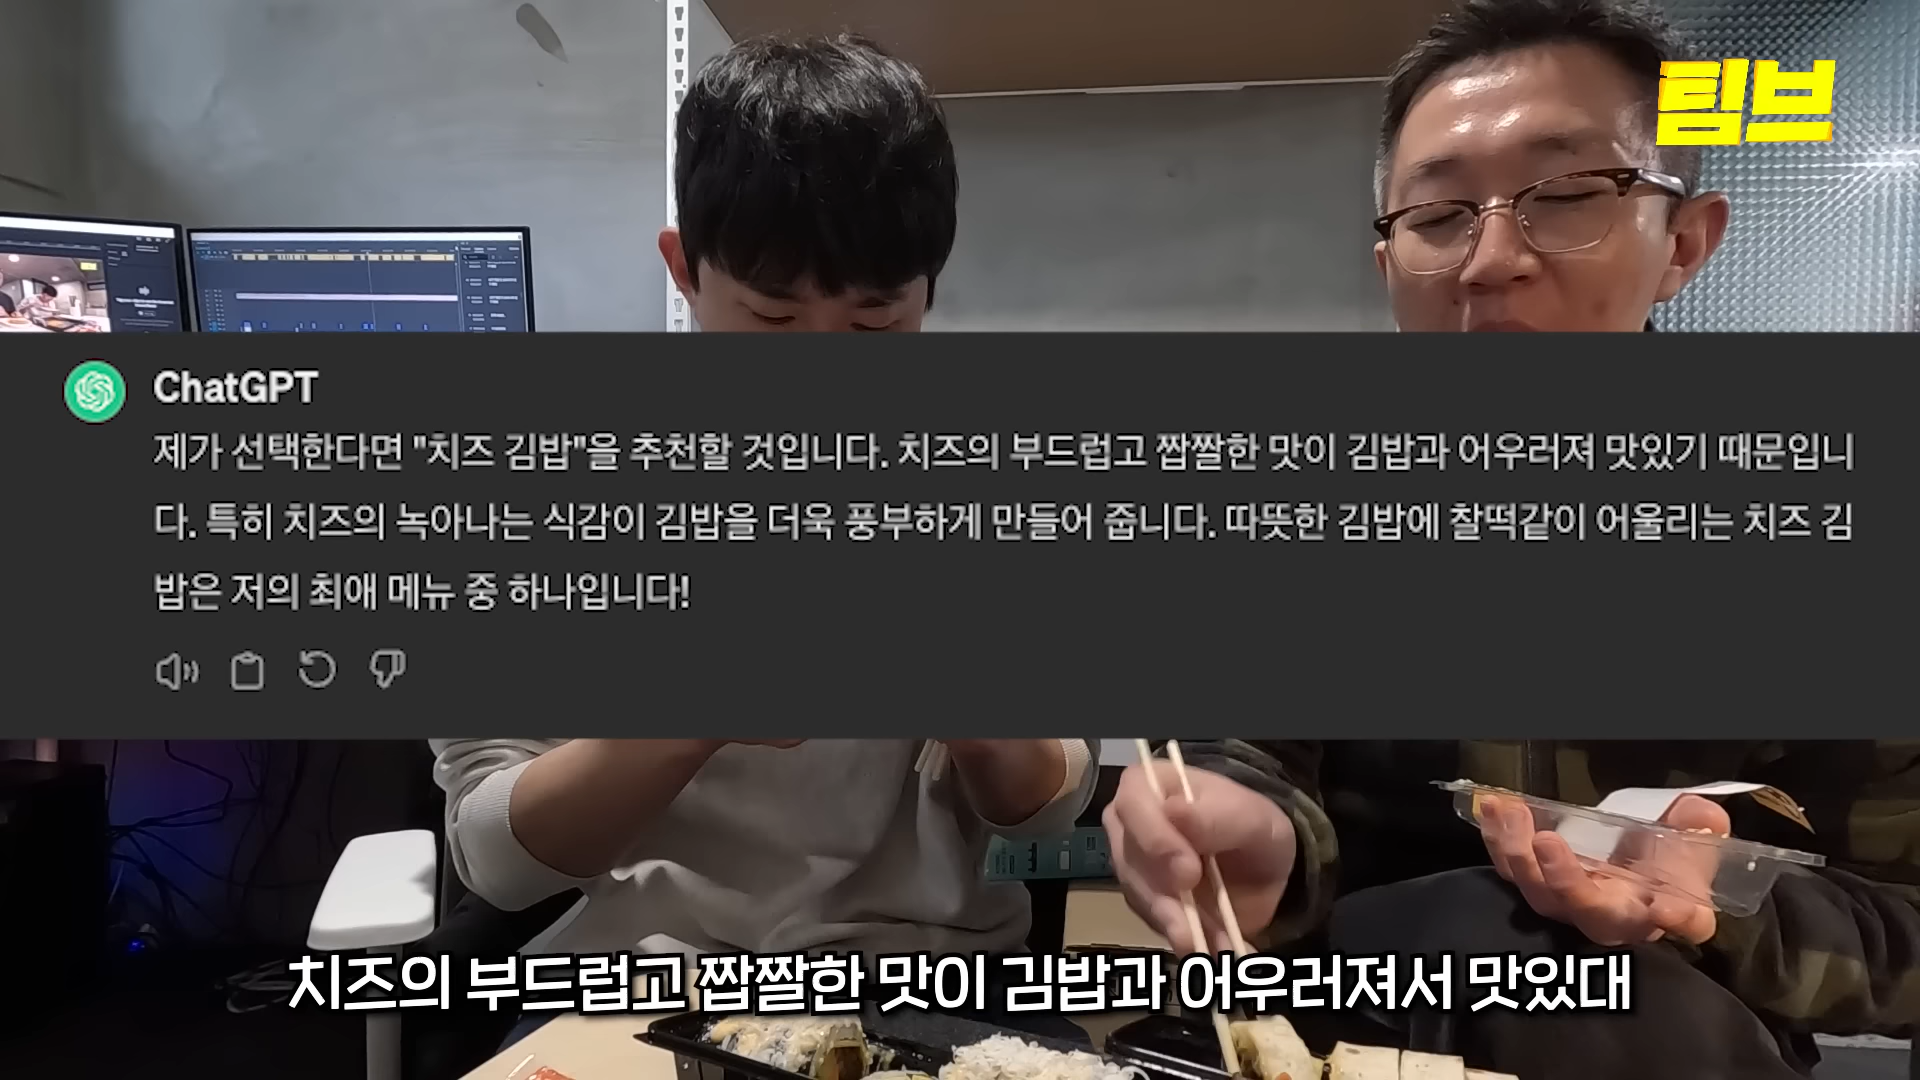 팀브
ChatGPT
제가 선택한다면 "치즈 김밥"을 추천할 것입니다. 치즈의 부드럽고 짭짤한 맛이 김밥과 어우러져 맛있기 때문입니
다. 특히 치즈의 녹아나는 식감이 김밥을 더욱 풍부하게 만들어 줍니다. 따뜻한 김밥에 찰떡같이 어울리는 치즈 김
밥은 저의 최애 메뉴 중 하나입니다!
치즈의 부드럽고 짭짤한 맛이 김밥과 어우러져서 맛있대